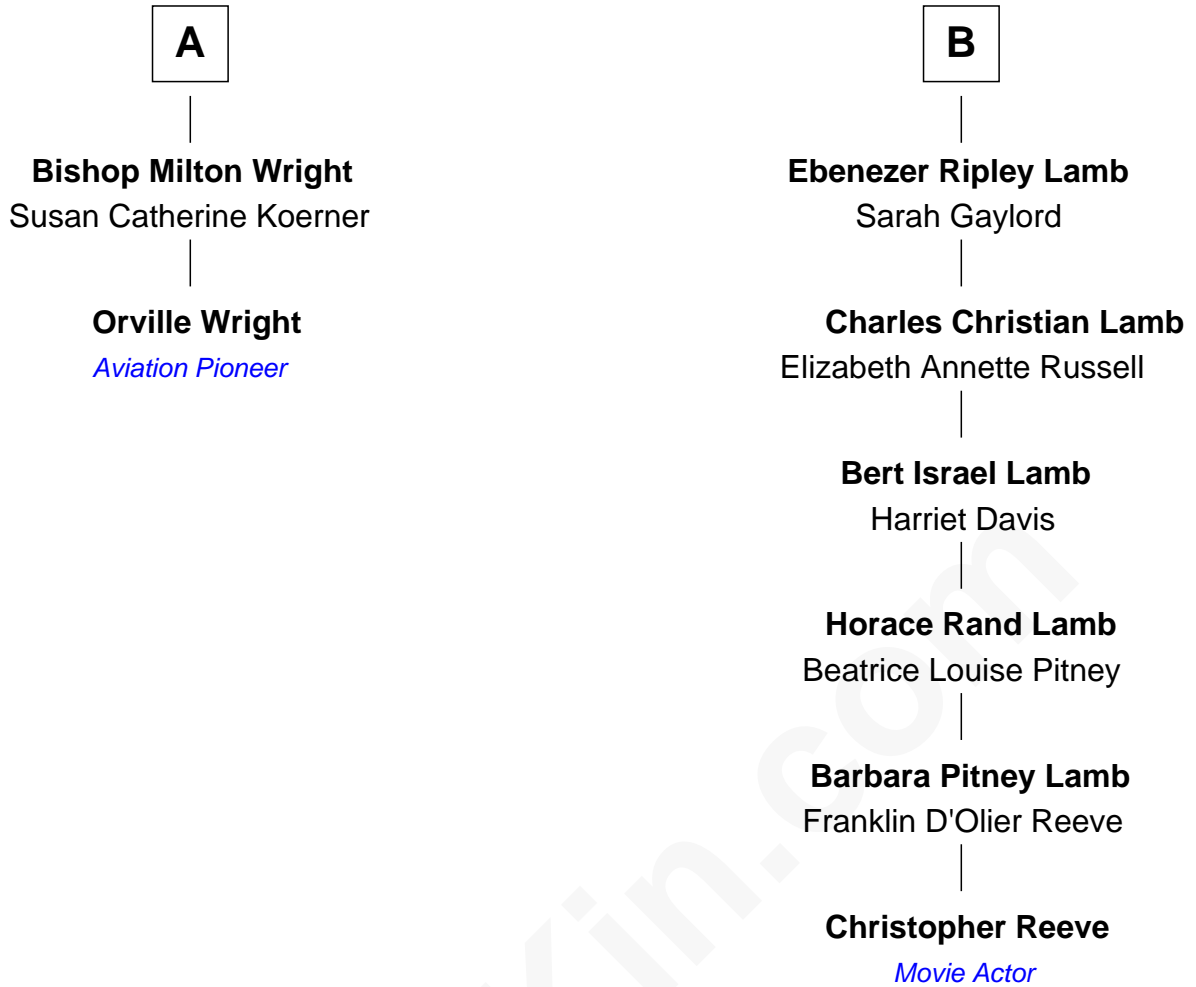 A
Bishop Milton Wright
Susan Catherine Koerner
Orville Wright
Aviation Pioneer
B
Ebenezer Ripley Lamb
Sarah Gaylord
Charles Christian Lamb
Elizabeth Annette Russell
Bert Israel Lamb
Harriet Davis
Horace Rand Lamb
Beatrice Louise Pitney
Barbara Pitney Lamb
Franklin D'Olier Reeve
Christopher Reeve
Movie Actor
Kin.com